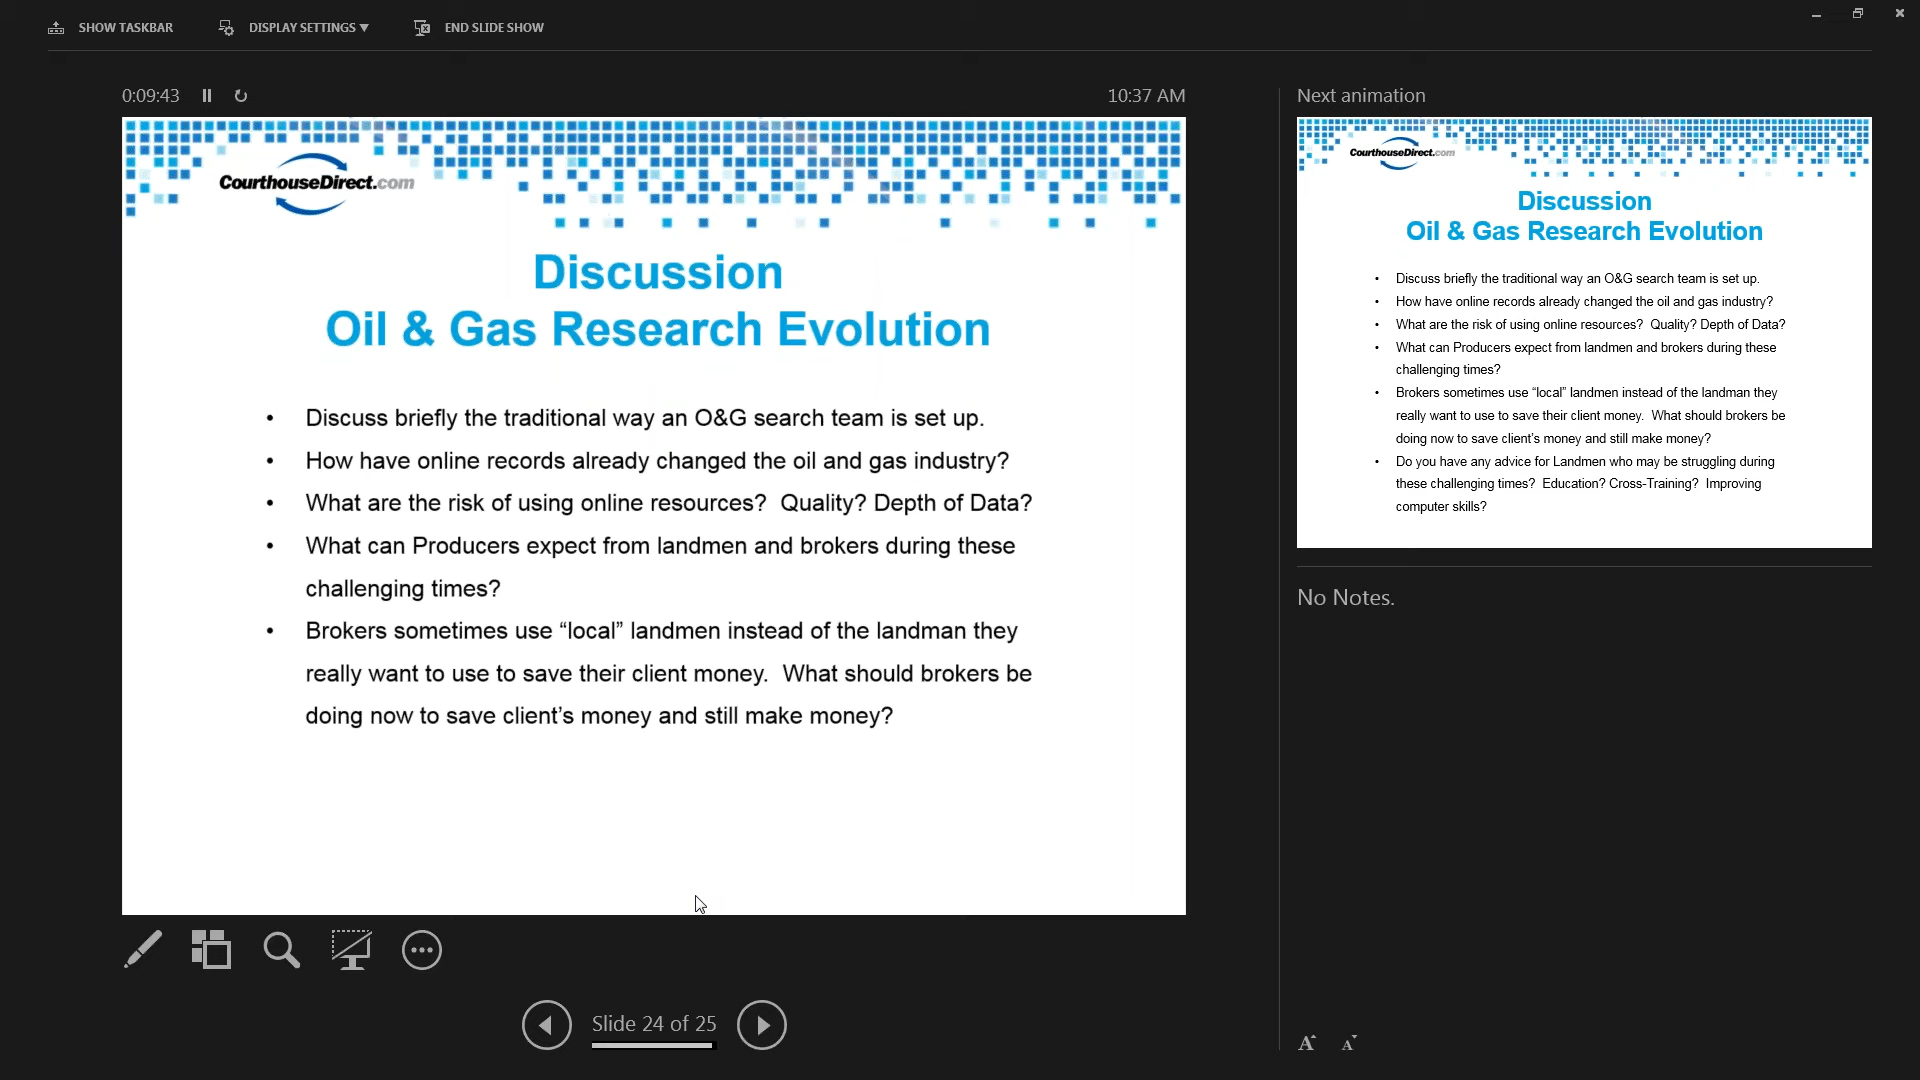 SHOW TASKBAR
DISPLAY SETTINGS ▼
END SLIDE SHOW
0:09:43
10:37 AM
CourthouseDirect.com
Discussion
Oil & Gas Research Evolution
• Discuss briefly the traditional way an O&G search team is set up.
• How have online records already changed the oil and gas industry?
• What are the risk of using online resources?  Quality? Depth of Data?
• What can Producers expect from landmen and brokers during these
challenging times?
• Brokers sometimes use “local” landmen instead of the landman they
really want to use to save their client money.  What should brokers be
doing now to save client’s money and still make money?
Slide 24 of 25
Next animation
CourthouseDirect.com
Discussion
Oil & Gas Research Evolution
• Discuss briefly the traditional way an O&G search team is set up.
• How have online records already changed the oil and gas industry?
• What are the risk of using online resources?  Quality? Depth of Data?
• What can Producers expect from landmen and brokers during these
challenging times?
• Brokers sometimes use “local” landmen instead of the landman they
really want to use to save their client money.  What should brokers be
doing now to save client’s money and still make money?
• Do you have any advice for Landmen who may be struggling during
these challenging times?  Education? Cross-Training?  Improving
computer skills?
No Notes.
A A